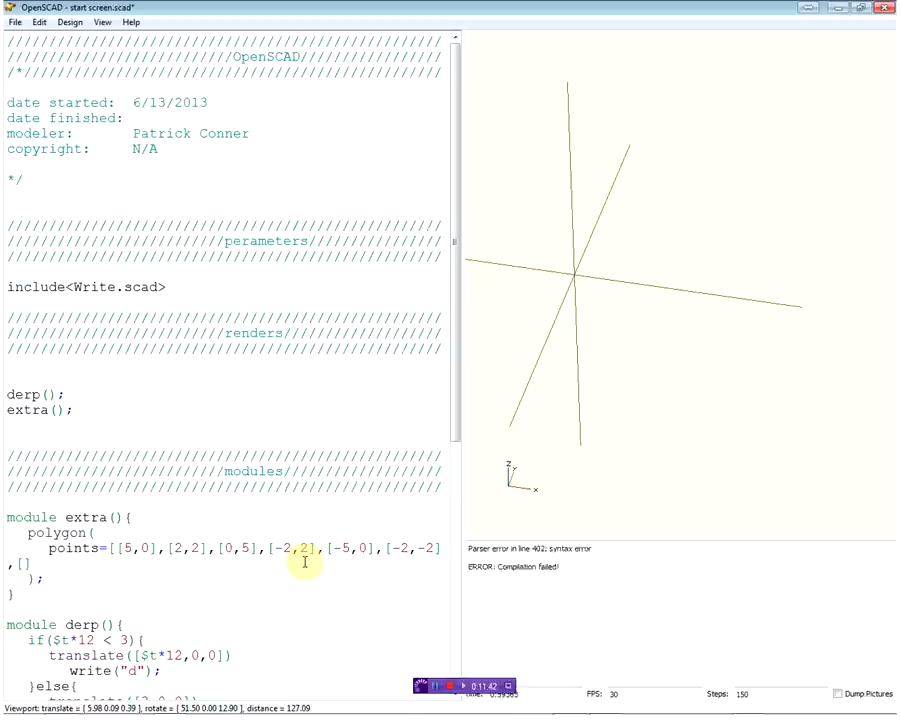 OpenSCAD - start screen.scad*
File Edit Design View Help
////////////////////////////////////////////////////////
/////////////////////////////OpenSCAD//////////////////
/*//////////////////////////////////////////////////////
date started: 6/13/2013
date finished:
modeler: Patrick Conner
copyright: N/A
*/
////////////////////////////////////////////////////////
////////////////////////////perameters/////////////////
////////////////////////////////////////////////////////
include<Write.scad>
////////////////////////////////////////////////////////
////////////////////////////renders////////////////////
////////////////////////////////////////////////////////
derp();
extra();
////////////////////////////////////////////////////////
////////////////////////////modules////////////////////
////////////////////////////////////////////////////////
module extra(){
polygon(
points=[[5,0],[2,2],[0,5],[-2,2],[-5,0],[-2,-2]
,[]
);
}
module derp(){
if($t*12 < 3){
translate([$t*12,0,0])
write("d");
}else{
Z
Y
X
Parser error in line 402: syntax error
ERROR: Compilation failed!
0:11:42
FPS: 30 Steps: 150 Dump Pictures
Viewport: translate = [ 5.98 0.09 0.39 ], rotate = [ 51.50 0.00 12.90 ], distance = 127.09